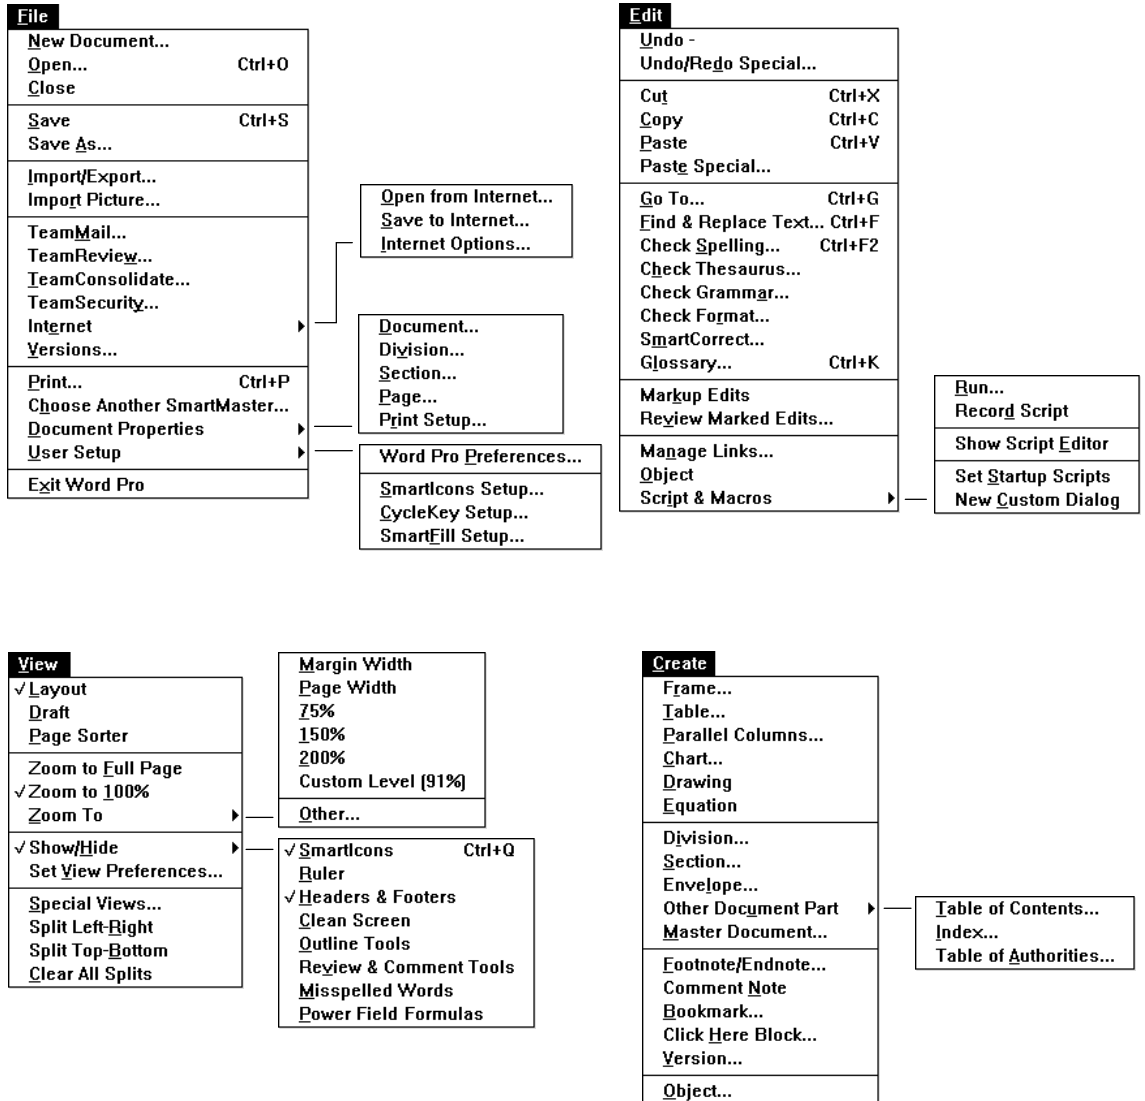 File
New Document...
Open... Ctrl+O
Close
Save Ctrl+S
Save As...
Import/Export...
Import Picture...
TeamMail...
TeamReview...
TeamConsolidate...
TeamSecurity...
Internet
Versions...
Print... Ctrl+P
Choose Another SmartMaster...
Document Properties
User Setup
Exit Word Pro
Open from Internet...
Save to Internet...
Internet Options...
Document...
Division...
Section...
Page...
Print Setup...
Word Pro Preferences...
SmartIcons Setup...
CycleKey Setup...
SmartFill Setup...
Edit
Undo -
Undo/Redo Special...
Cut Ctrl+X
Copy Ctrl+C
Paste Ctrl+V
Paste Special...
Go To... Ctrl+G
Find & Replace Text... Ctrl+F
Check Spelling... Ctrl+F2
Check Thesaurus...
Check Grammar...
Check Format...
SmartCorrect...
Glossary... Ctrl+K
Markup Edits
Review Marked Edits...
Manage Links...
Object
Script & Macros
Run...
Record Script
Show Script Editor
Set Startup Scripts
New Custom Dialog
View
✓Layout
Draft
Page Sorter
Zoom to Full Page
✓Zoom to 100%
Zoom To
✓Show/Hide
Set View Preferences...
Special Views...
Split Left-Right
Split Top-Bottom
Clear All Splits
Margin Width
Page Width
75%
150%
200%
Custom Level (91%)
Other...
✓SmartIcons Ctrl+Q
Ruler
✓Headers & Footers
Clean Screen
Outline Tools
Review & Comment Tools
Misspelled Words
Power Field Formulas
Create
Frame...
Table...
Parallel Columns...
Chart...
Drawing
Equation
Division...
Section...
Envelope...
Other Document Part
Master Document...
Footnote/Endnote...
Comment Note
Bookmark...
Click Here Block...
Version...
Object...
Table of Contents...
Index...
Table of Authorities...